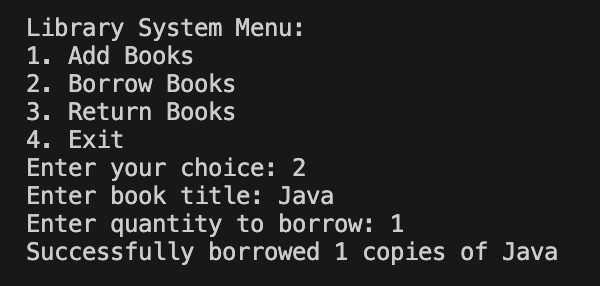 Library System Menu:
1. Add Books
2. Borrow Books
3. Return Books
4. Exit
Enter your choice: 2
Enter book title: Java
Enter quantity to borrow: 1
Successfully borrowed 1 copies of Java